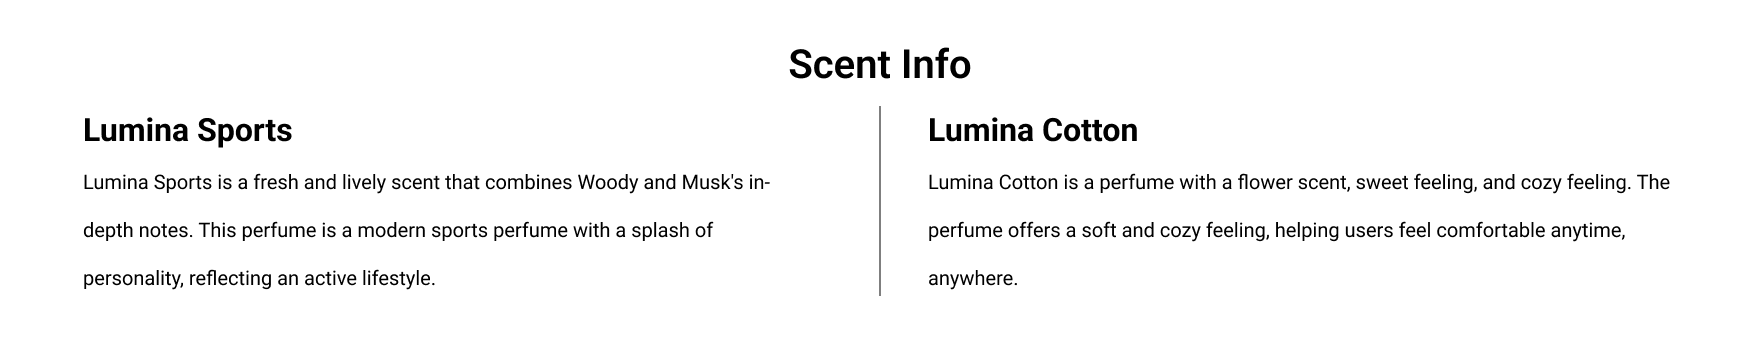 Scent Info
Lumina Sports
Lumina Sports is a fresh and lively scent that combines Woody and Musk's in-
depth notes. This perfume is a modern sports perfume with a splash of
personality, reflecting an active lifestyle.
Lumina Cotton
Lumina Cotton is a perfume with a flower scent, sweet feeling, and cozy feeling. The
perfume offers a soft and cozy feeling, helping users feel comfortable anytime,
anywhere.